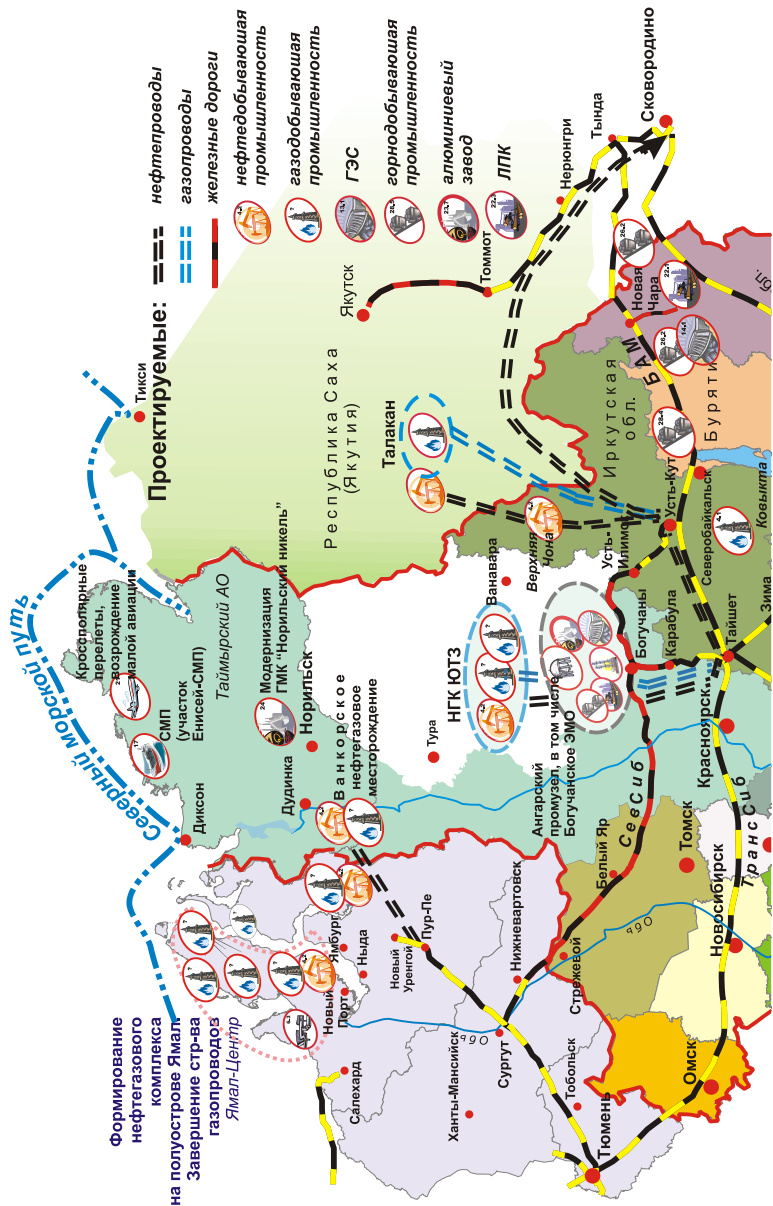 Северный морской путь
Тикси
Диксон
Кроссполярные
перелеты,
возрождение
малой авиации
СМП
(участок
Енисей-СМП)
Таймырский АО
Модернизация
ГМК “Норильский никель”
Норильск
Дудинка
Ванкорское
нефтегазовое
месторождение
Формирование
нефтегазового
комплекса
на полуострове Ямал
Завершение стр-ва
газопроводов
Ямал-Центр
Проектируемые:
нефтепроводы
газопроводы
железные дороги
нефтедобывающая
промышленность
газодобывающая
промышленность
ГЭС
горнодобывающая
промышленность
алюминиевый
завод
ЛПК
Якутск
Томмот
Нерюнгри
Тында
Сковородино
Республика Саха
(Якутия)
Талакан
Иркутская
обл.
БАМ
Новая
Чара
Буряти
бл.
Ванавара
Верхняя
Чона
Усть-Кут
Усть-
Илимск
Северобайкальск
Ковыкта
НГК ЮТЗ
Тура
Ангарский
промузел, в том числе
Богучанское ЭМО
Богучаны
Карабула
Тайшет
Зима
Красноярск
СевСиб
ТрансСиб
Белый Яр
Томск
Новосибирск
Ямбург
Новый
Порт
Ныда
Новый
Уренгой
Пур-Пе
Салехард
Нижневартовск
Стрежевой
Обь
Обь
Сургут
Ханты-Мансийск
Тобольск
Тюмень
Омск